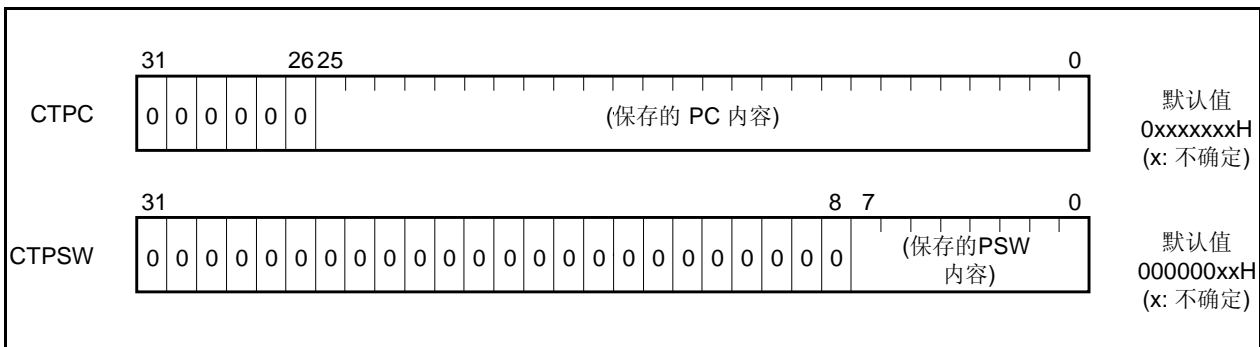 31 26 25 0
CTPC 0 0 0 0 0 0 (保存的 PC 内容) 默认值
0xxxxxxxH
(x: 不确定)
31 8 7 0
CTPSW 0 0 0 0 0 0 0 0 0 0 0 0 0 0 0 0 0 0 0 0 0 0 0 0 (保存的PSW
内容) 默认值
000000xxH
(x: 不确定)